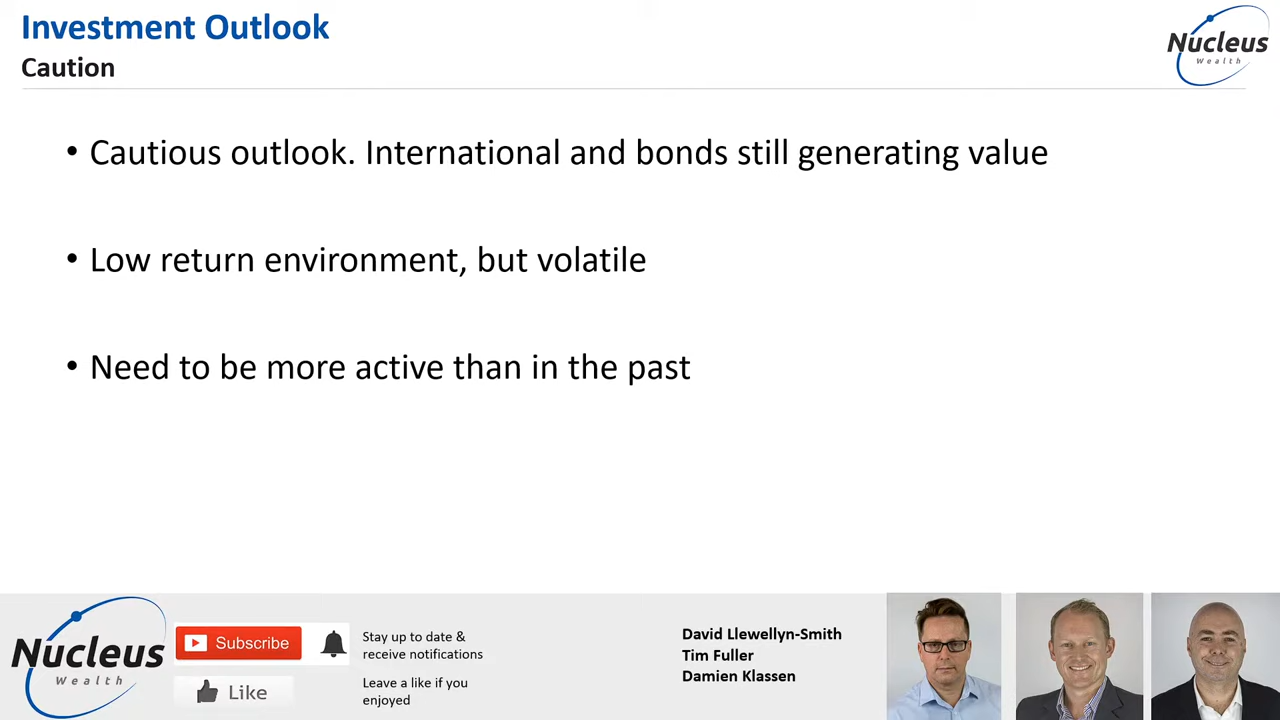 Investment Outlook
Caution
Nucleus
Wealth
• Cautious outlook. International and bonds still generating value
• Low return environment, but volatile
• Need to be more active than in the past
Nucleus
Wealth
Subscribe
Like
Stay up to date &
receive notifications
Leave a like if you
enjoyed
David Llewellyn-Smith
Tim Fuller
Damien Klassen